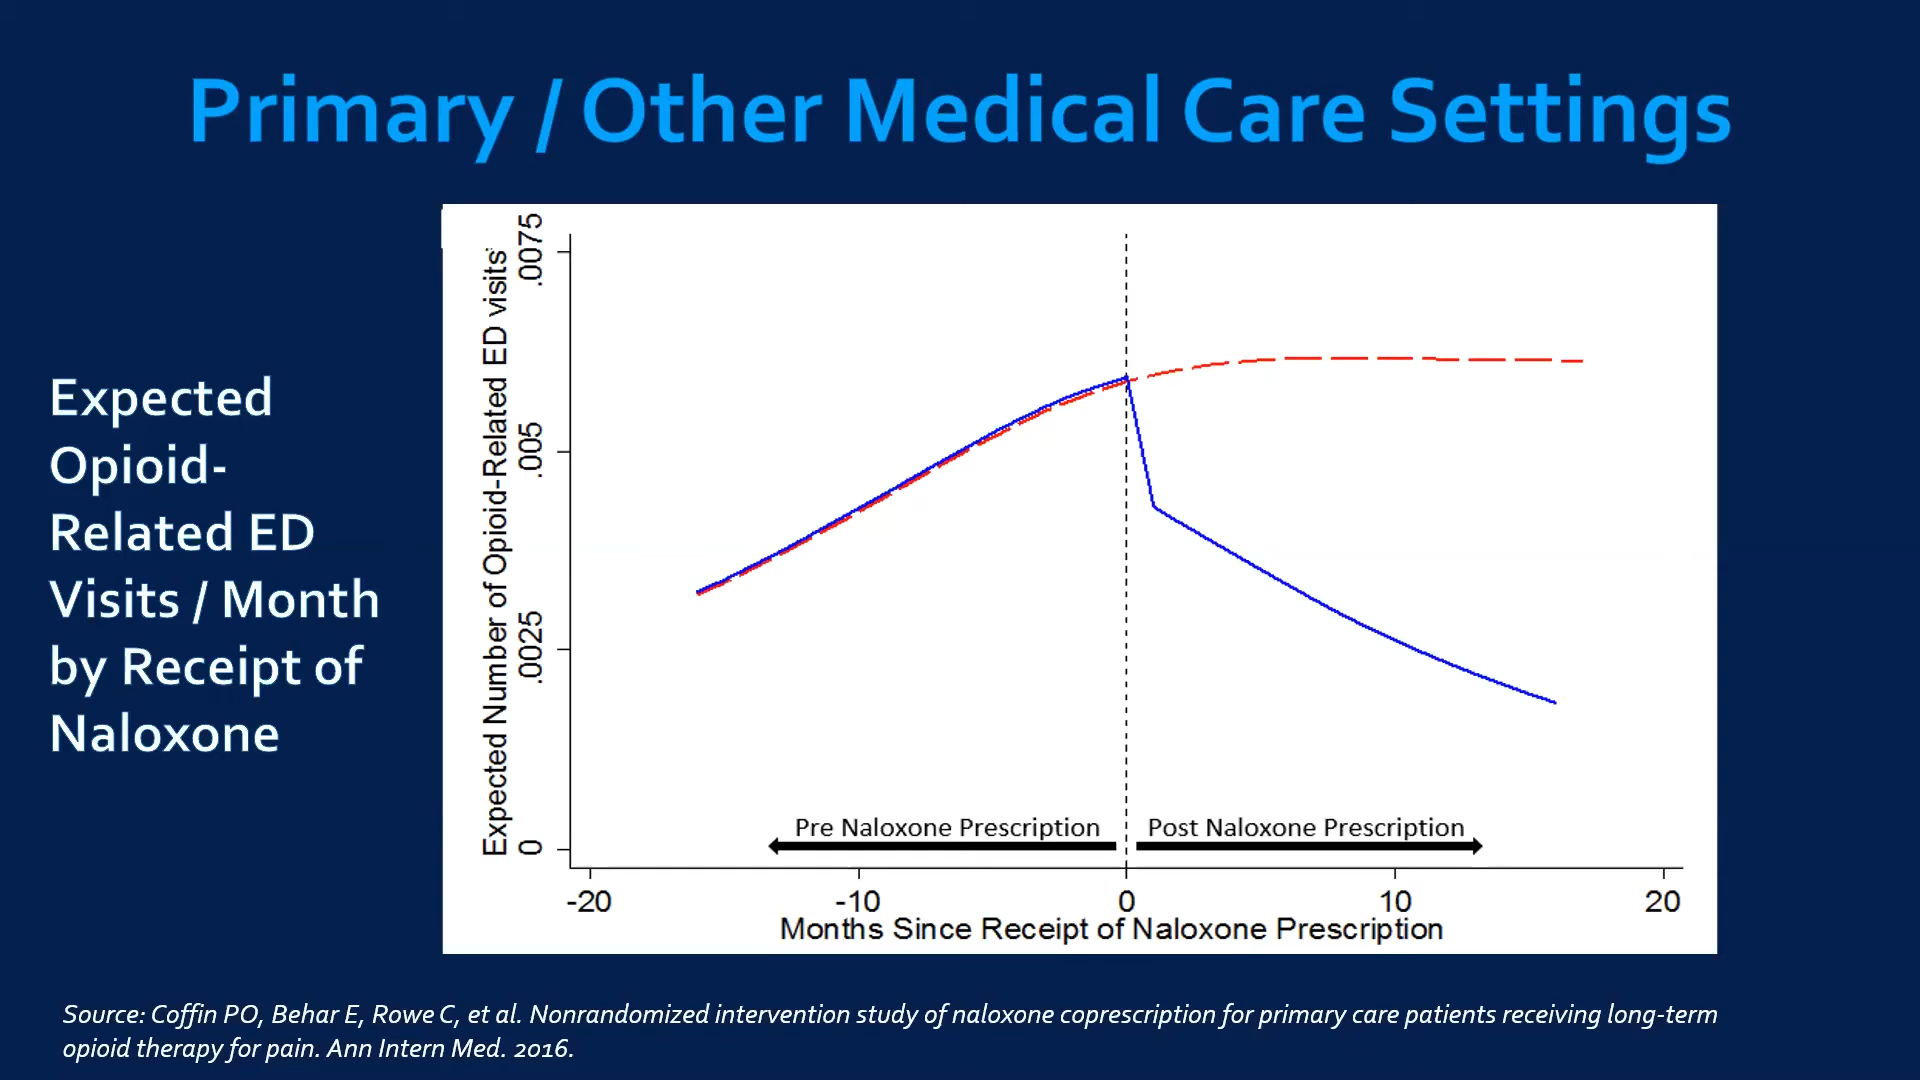 Primary / Other Medical Care Settings
Expected
Opioid-
Related ED
Visits / Month
by Receipt of
Naloxone
Expected Number of Opioid-Related ED visits
.0075
.005
.0025
0
Pre Naloxone Prescription
Post Naloxone Prescription
-20
-10
0
10
20
Months Since Receipt of Naloxone Prescription
Source: Coffin PO, Behar E, Rowe C, et al. Nonrandomized intervention study of naloxone coprescription for primary care patients receiving long-term
opioid therapy for pain. Ann Intern Med. 2016.